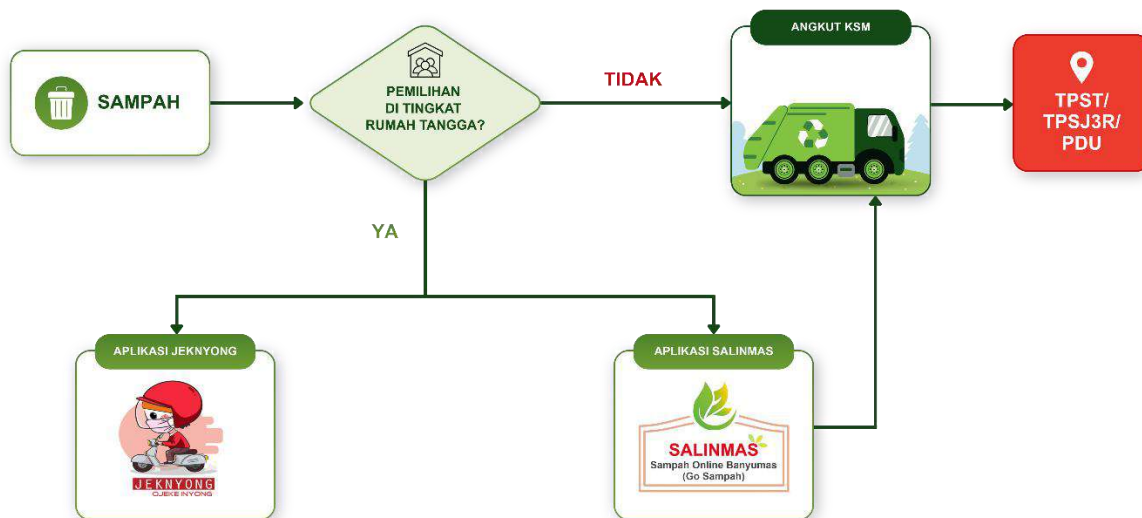 SAMPAH
PEMILIHAN
DI TINGKAT
RUMAH TANGGA?
TIDAK
ANGKUT KSM
TPST/
TPSJ3R/
PDU
YA
APLIKASI JEKNYONG
JEKNYONG
OJEKE INYONG
APLIKASI SALINMAS
SALINMAS
Sampah Online Banyumas
(Go Sampah)